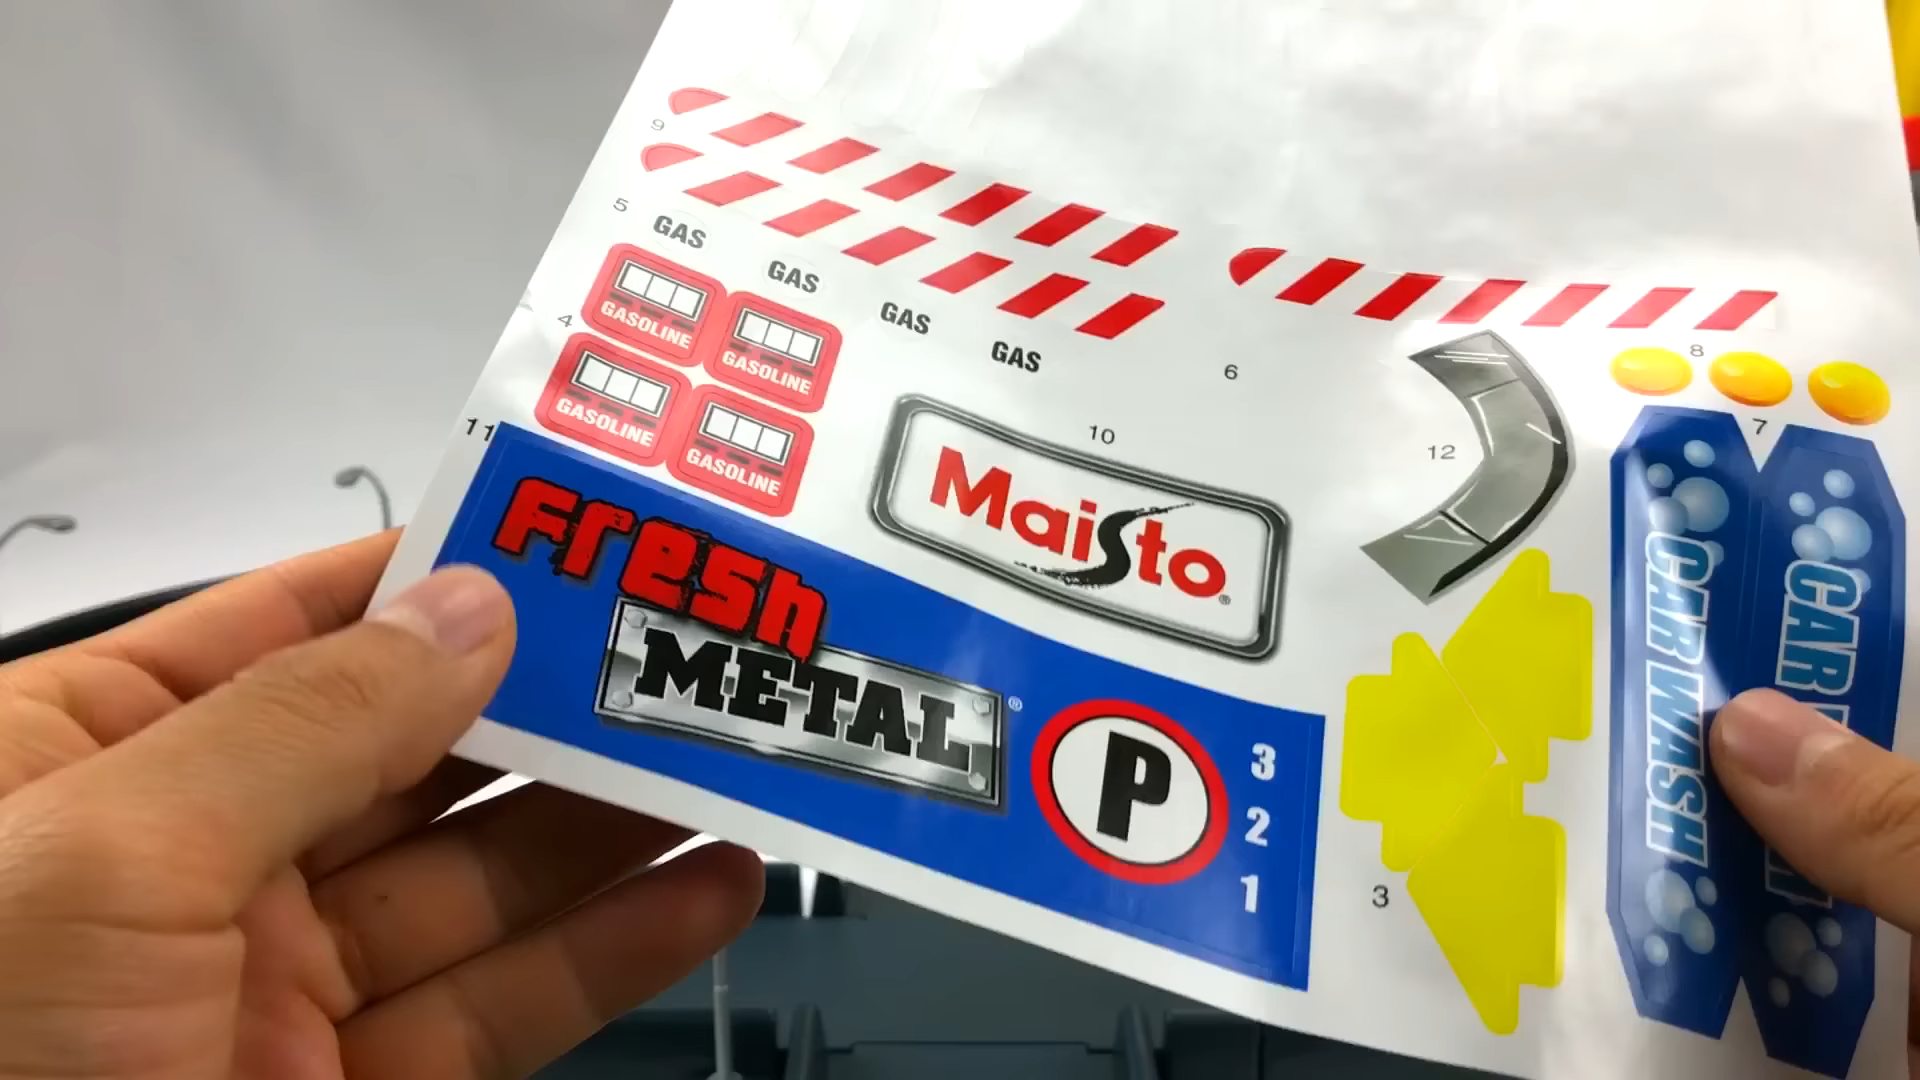 9
5
GAS
GAS
GAS
GAS
4
GASOLINE
GASOLINE
GASOLINE
GASOLINE
6
8
7
10
12
11
Maisto®
Fresh
METAL®
P
3
2
1
3
CAR WASH
CAR